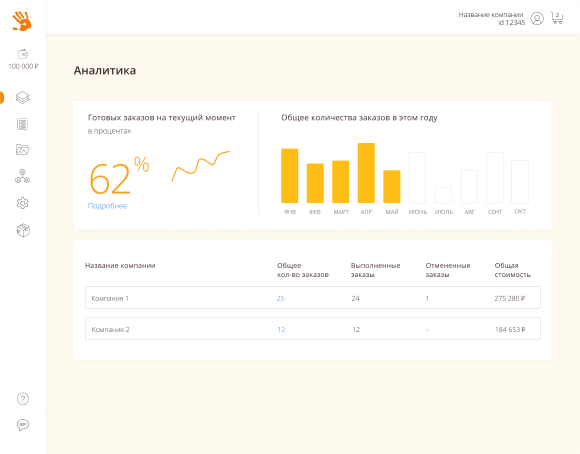 Название компании
id 12345
2
100 000 ₽
Аналитика
Готовых заказов на текущий момент
в процентах
62%
Подробнее
Общее количества заказов в этом году
ЯНВ ФЕВ МАРТ АПР МАЙ ИЮНЬ ИЮЛЬ АВГ СЕНТ ОКТ
Название компании
Общее
кол-во заказов
Выполненные
заказы
Отмененные
заказы
Общая
стоимость
Компания 1 25 24 1 275 280 ₽
Компания 2 12 12 – 184 653 ₽
?